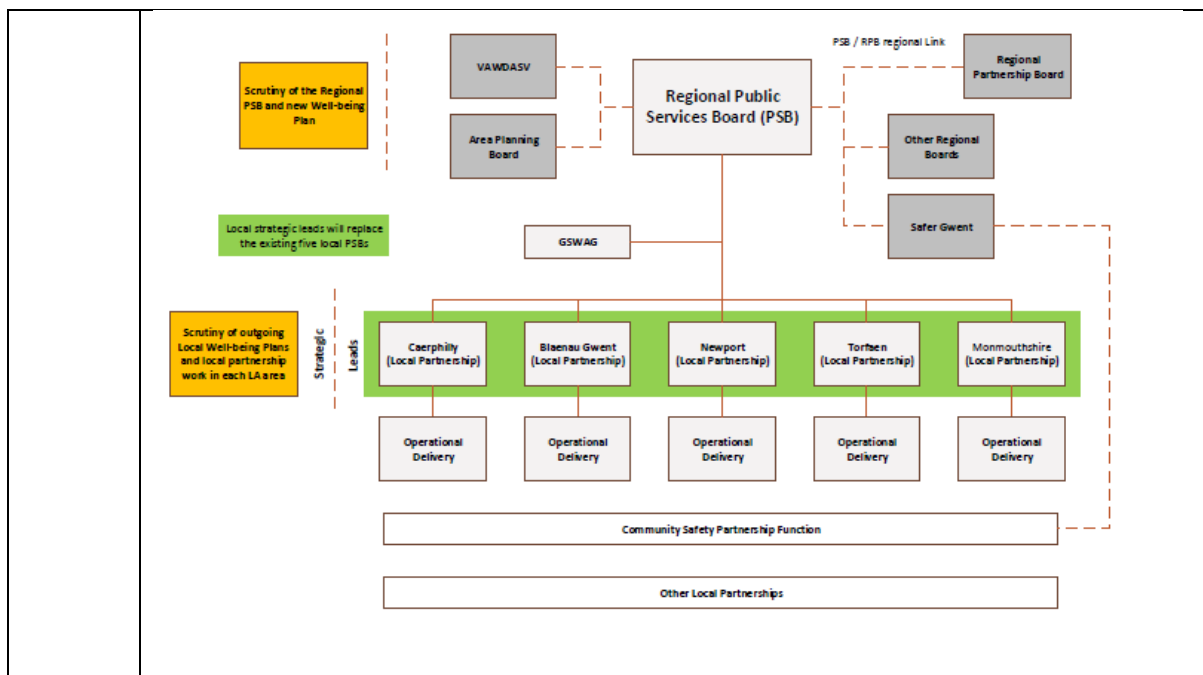 PSB / RPB regional Link
VAWDASV
Regional
Partnership Board
Scrutiny of the Regional
PSB and new Well-being
Plan
Regional Public
Services Board (PSB)
Area Planning
Board
Other Regional
Boards
Local strategic leads will replace
the existing five local PSBs
GSWAG
Safer Gwent
Scrutiny of outgoing
Local Well-being Plans
and local partnership
work in each LA area
Strategic
Leads
Caerphilly
(Local Partnership)
Blaenau Gwent
(Local Partnership)
Newport
(Local Partnership)
Torfaen
(Local Partnership)
Monmouthshire
(Local Partnership)
Operational
Delivery
Operational
Delivery
Operational
Delivery
Operational
Delivery
Operational
Delivery
Community Safety Partnership Function
Other Local Partnerships